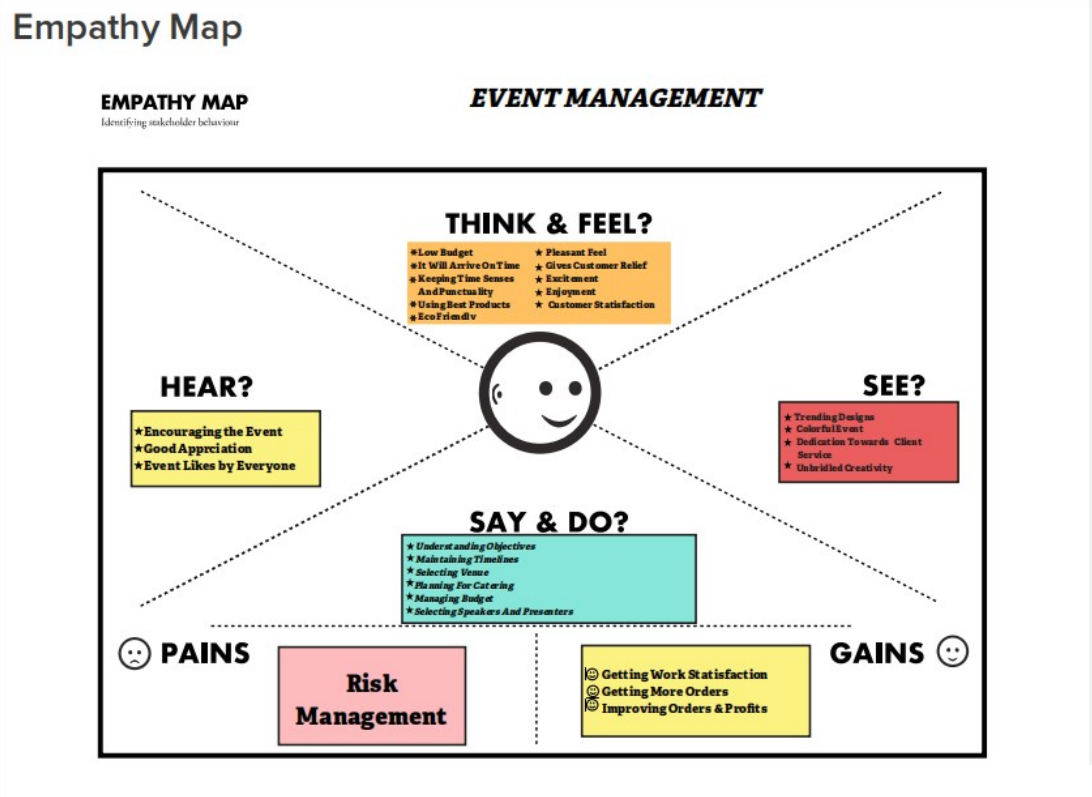 Empathy Map
EMPATHY MAP
Identifying stakeholder behaviour
EVENT MANAGEMENT
THINK & FEEL?
*Low Budget
*It Will Arrive On Time
*Keeping Time Senses
And Punctuality
*Using Best Products
*Eco Friendly
★ Pleasant Feel
★ Gives Customer Relief
★ Excitement
★ Enjoyment
★ Customer Statisfaction
HEAR?
★Encouraging the Event
★Good Apprciation
★Event Likes by Everyone
SEE?
★ Trending Designs
★ Colorful Event
★ Dedication Towards Client
Service
★ Unbridled Creativity
SAY & DO?
★Understanding Objectives
★Maintaining Timelines
★Selecting Venue
★Planning For Catering
★Managing Budget
★Selecting Speakers And Presenters
PAINS
Risk
Management
GAINS
Getting Work Statisfaction
Getting More Orders
Improving Orders & Profits